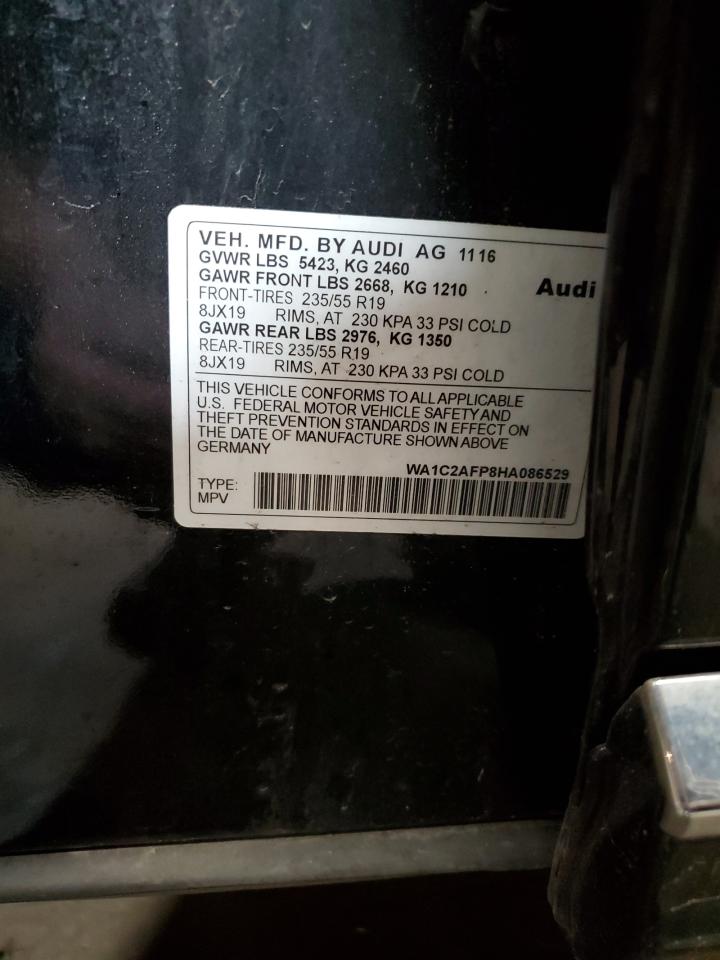 VEH. MFD. BY AUDI AG 1116
GVWR LBS 5423, KG 2460
GAWR FRONT LBS 2668, KG 1210
Audi
FRONT-TIRES 235/55 R19
8JX19 RIMS, AT 230 KPA 33 PSI COLD
GAWR REAR LBS 2976, KG 1350
REAR-TIRES 235/55 R19
8JX19 RIMS, AT 230 KPA 33 PSI COLD
THIS VEHICLE CONFORMS TO ALL APPLICABLE
U.S. FEDERAL MOTOR VEHICLE SAFETY AND
THEFT PREVENTION STANDARDS IN EFFECT ON
THE DATE OF MANUFACTURE SHOWN ABOVE
GERMANY
WA1C2AFP8HA086529
TYPE:
MPV